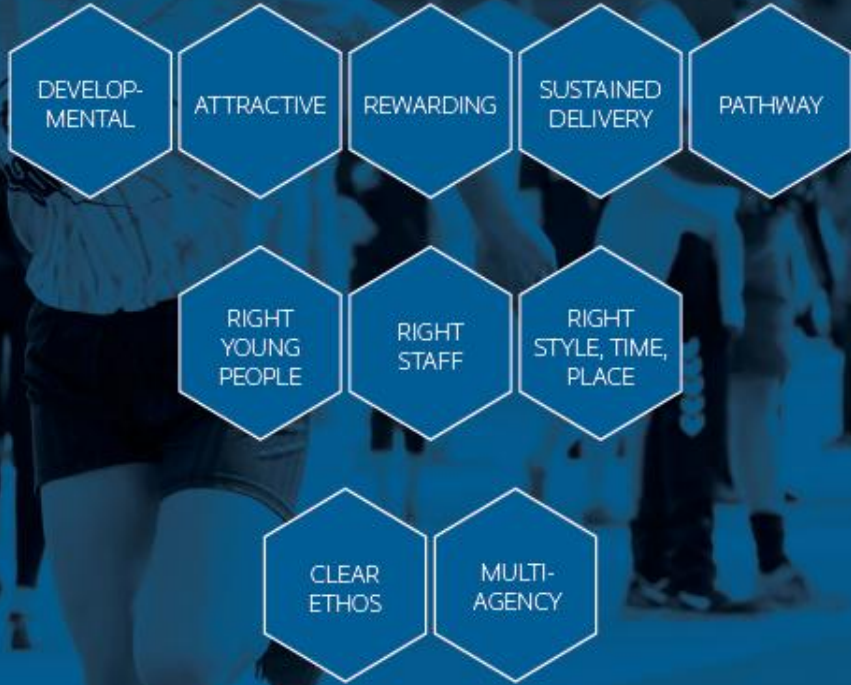 DEVELOP-
MENTAL
ATTRACTIVE
REWARDING
SUSTAINED
DELIVERY
PATHWAY
RIGHT
YOUNG
PEOPLE
RIGHT
STAFF
RIGHT
STYLE, TIME,
PLACE
CLEAR
ETHOS
MULTI-
AGENCY